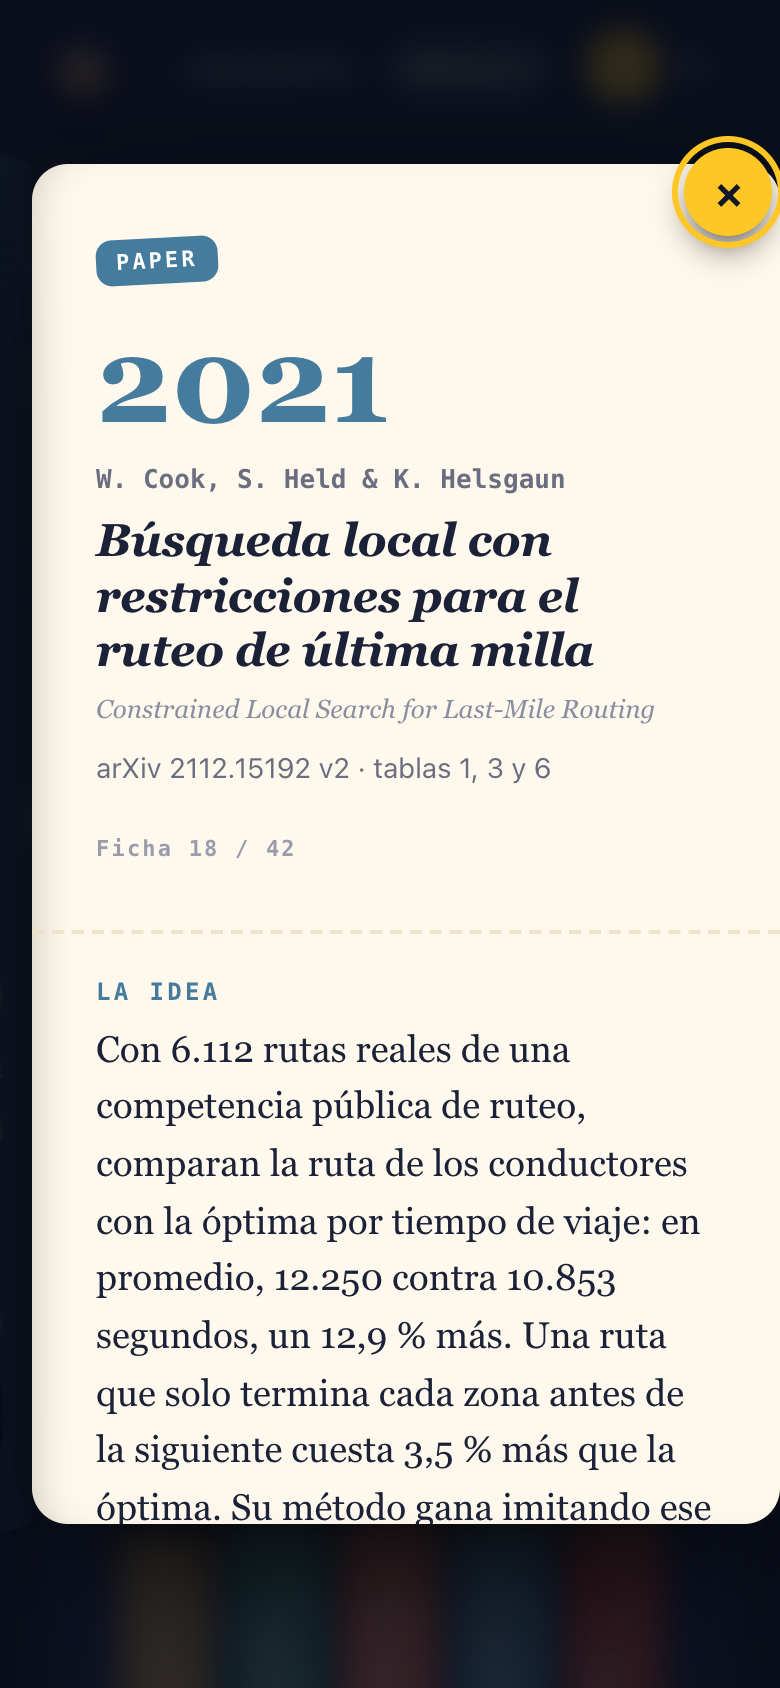 ×
PAPER
2021
W. Cook, S. Held & K. Helsgaun
Búsqueda local con
restricciones para el
ruteo de última milla
Constrained Local Search for Last-Mile Routing
arXiv 2112.15192 v2 · tablas 1, 3 y 6
Ficha 18 / 42
LA IDEA
Con 6.112 rutas reales de una
competencia pública de ruteo,
comparan la ruta de los conductores
con la óptima por tiempo de viaje: en
promedio, 12.250 contra 10.853
segundos, un 12,9 % más. Una ruta
que solo termina cada zona antes de
la siguiente cuesta 3,5 % más que la
óptima. Su método gana imitando ese